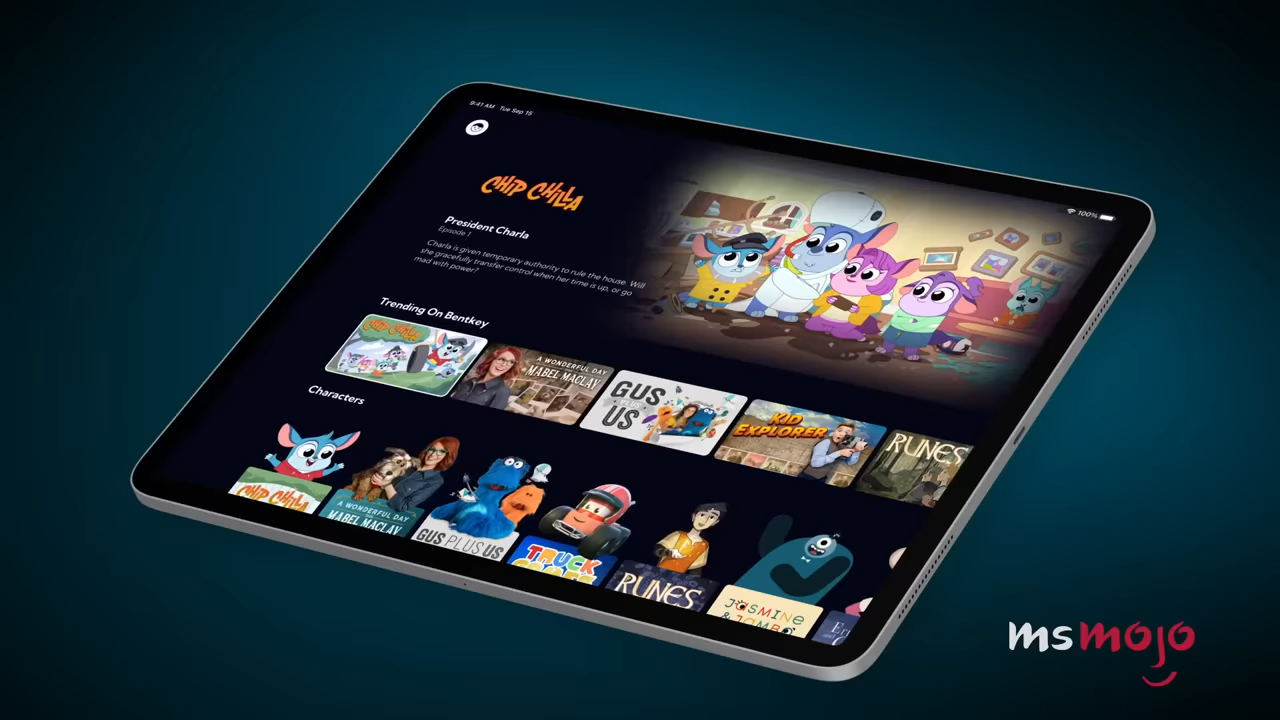 9:41 AM Tue Sep 15
100%
CHIP CHILLA
President Charla
Episode 1
Charla is given temporary authority to rule the house. Will
she gracefully transfer control when her time is up, or go
mad with power?
Trending On Bentkey
CHIP CHILLA
A WONDERFUL DAY
MABEL MACLAY
GUS
PLUS
US
KID
EXPLORER
RUNES
Characters
CHIP CHILLA
A WONDERFUL DAY
MABEL MACLAY
GUS PLUS US
TRUCK
RUNES
JASMINE
& JOMBO
msmojo